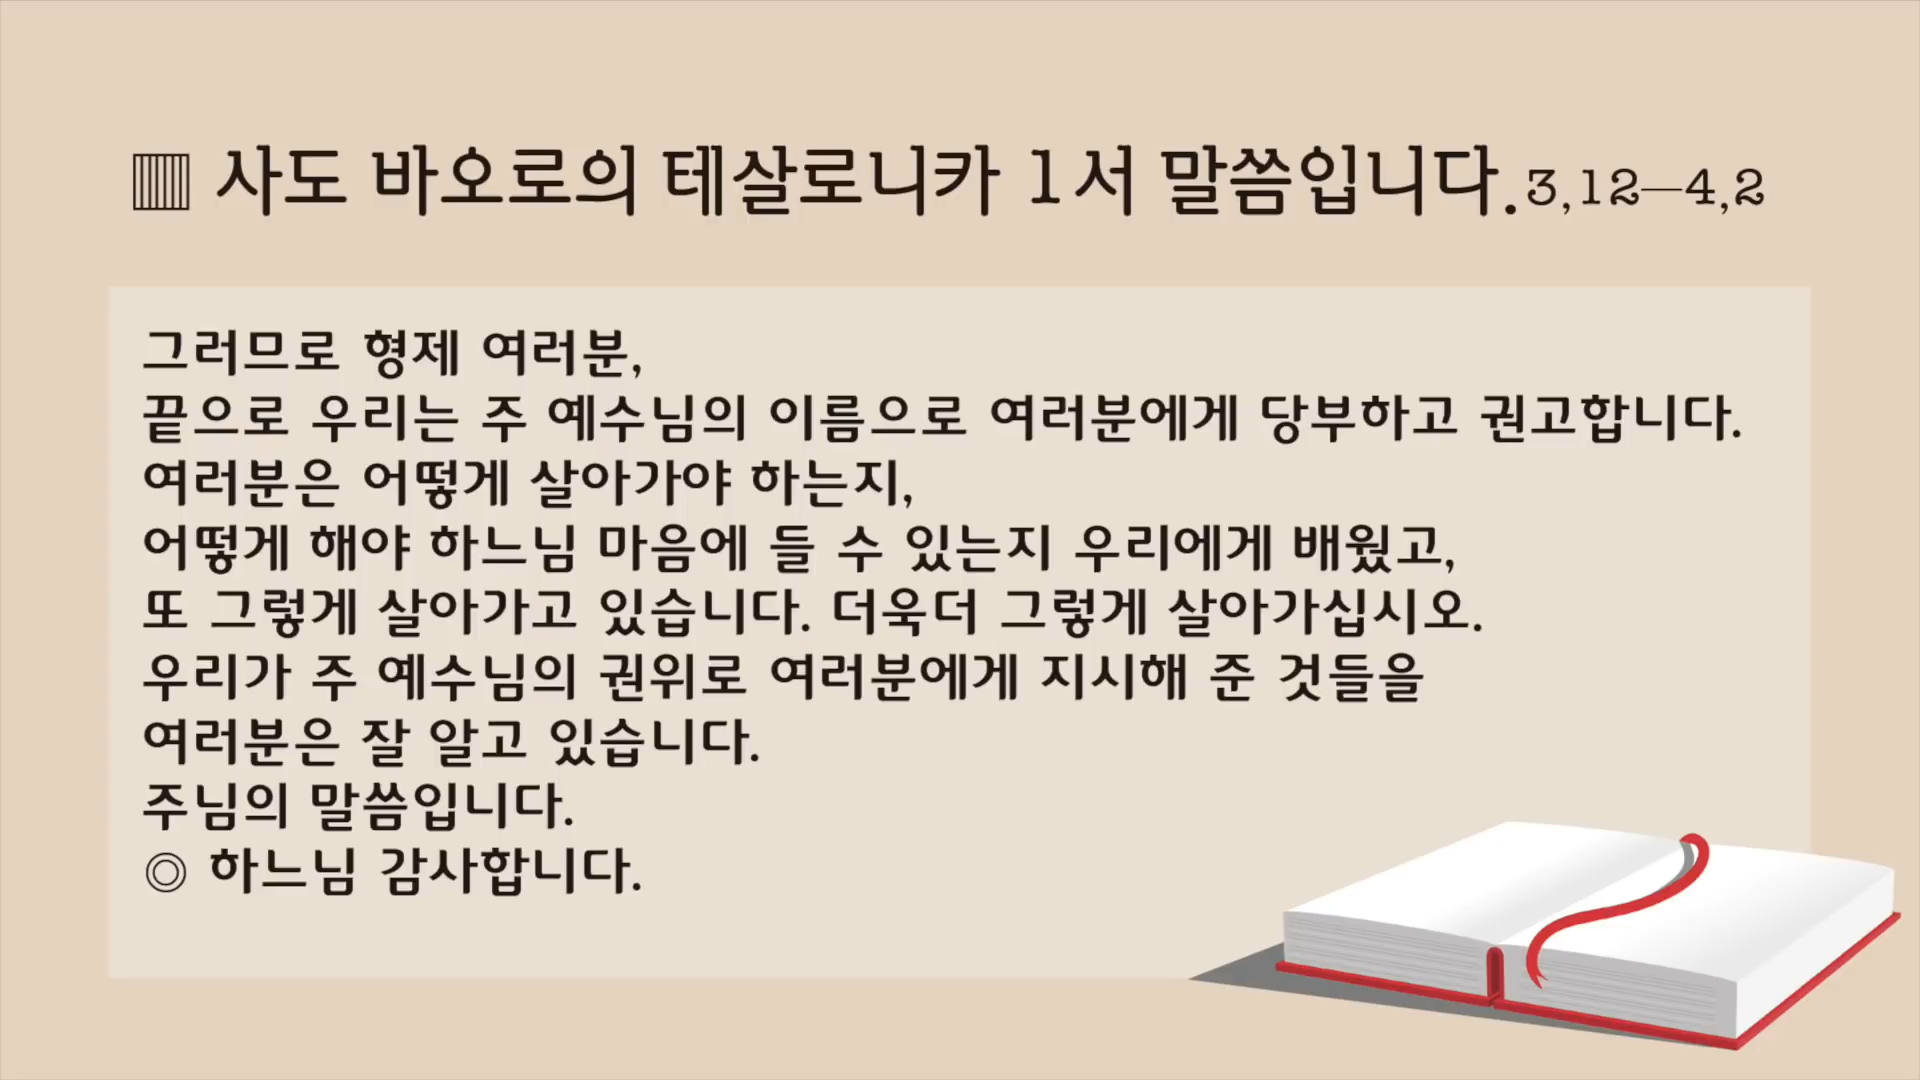 ▥ 사도 바오로의 테살로니카 1서 말씀입니다.3,12―4,2
그러므로 형제 여러분,
끝으로 우리는 주 예수님의 이름으로 여러분에게 당부하고 권고합니다.
여러분은 어떻게 살아가야 하는지,
어떻게 해야 하느님 마음에 들 수 있는지 우리에게 배웠고,
또 그렇게 살아가고 있습니다. 더욱더 그렇게 살아가십시오.
우리가 주 예수님의 권위로 여러분에게 지시해 준 것들을
여러분은 잘 알고 있습니다.
주님의 말씀입니다.
◎ 하느님 감사합니다.